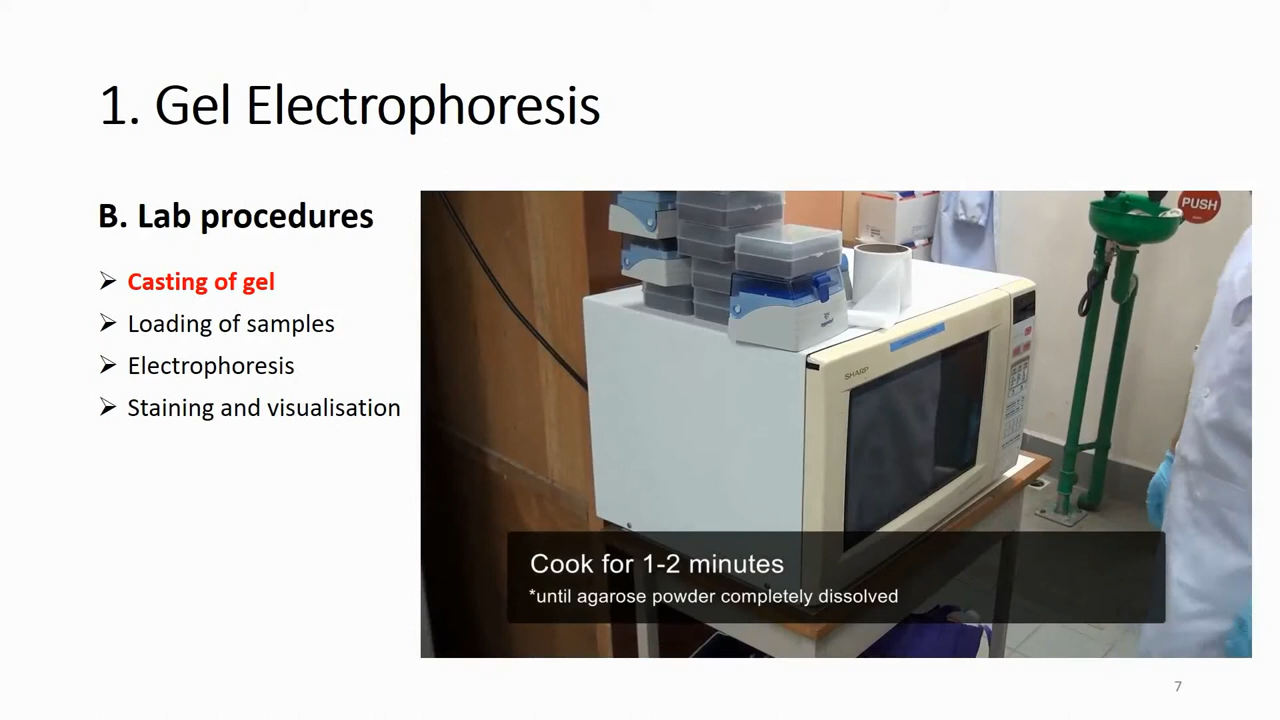 1. Gel Electrophoresis
B. Lab procedures
Casting of gel
Loading of samples
Electrophoresis
Staining and visualisation
PUSH
SHARP
Cook for 1-2 minutes
*until agarose powder completely dissolved
7